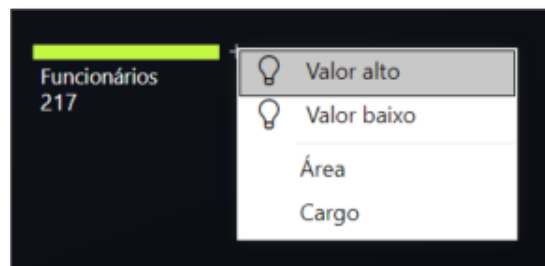 Funcionários
217
Valor alto
Valor baixo
Área
Cargo